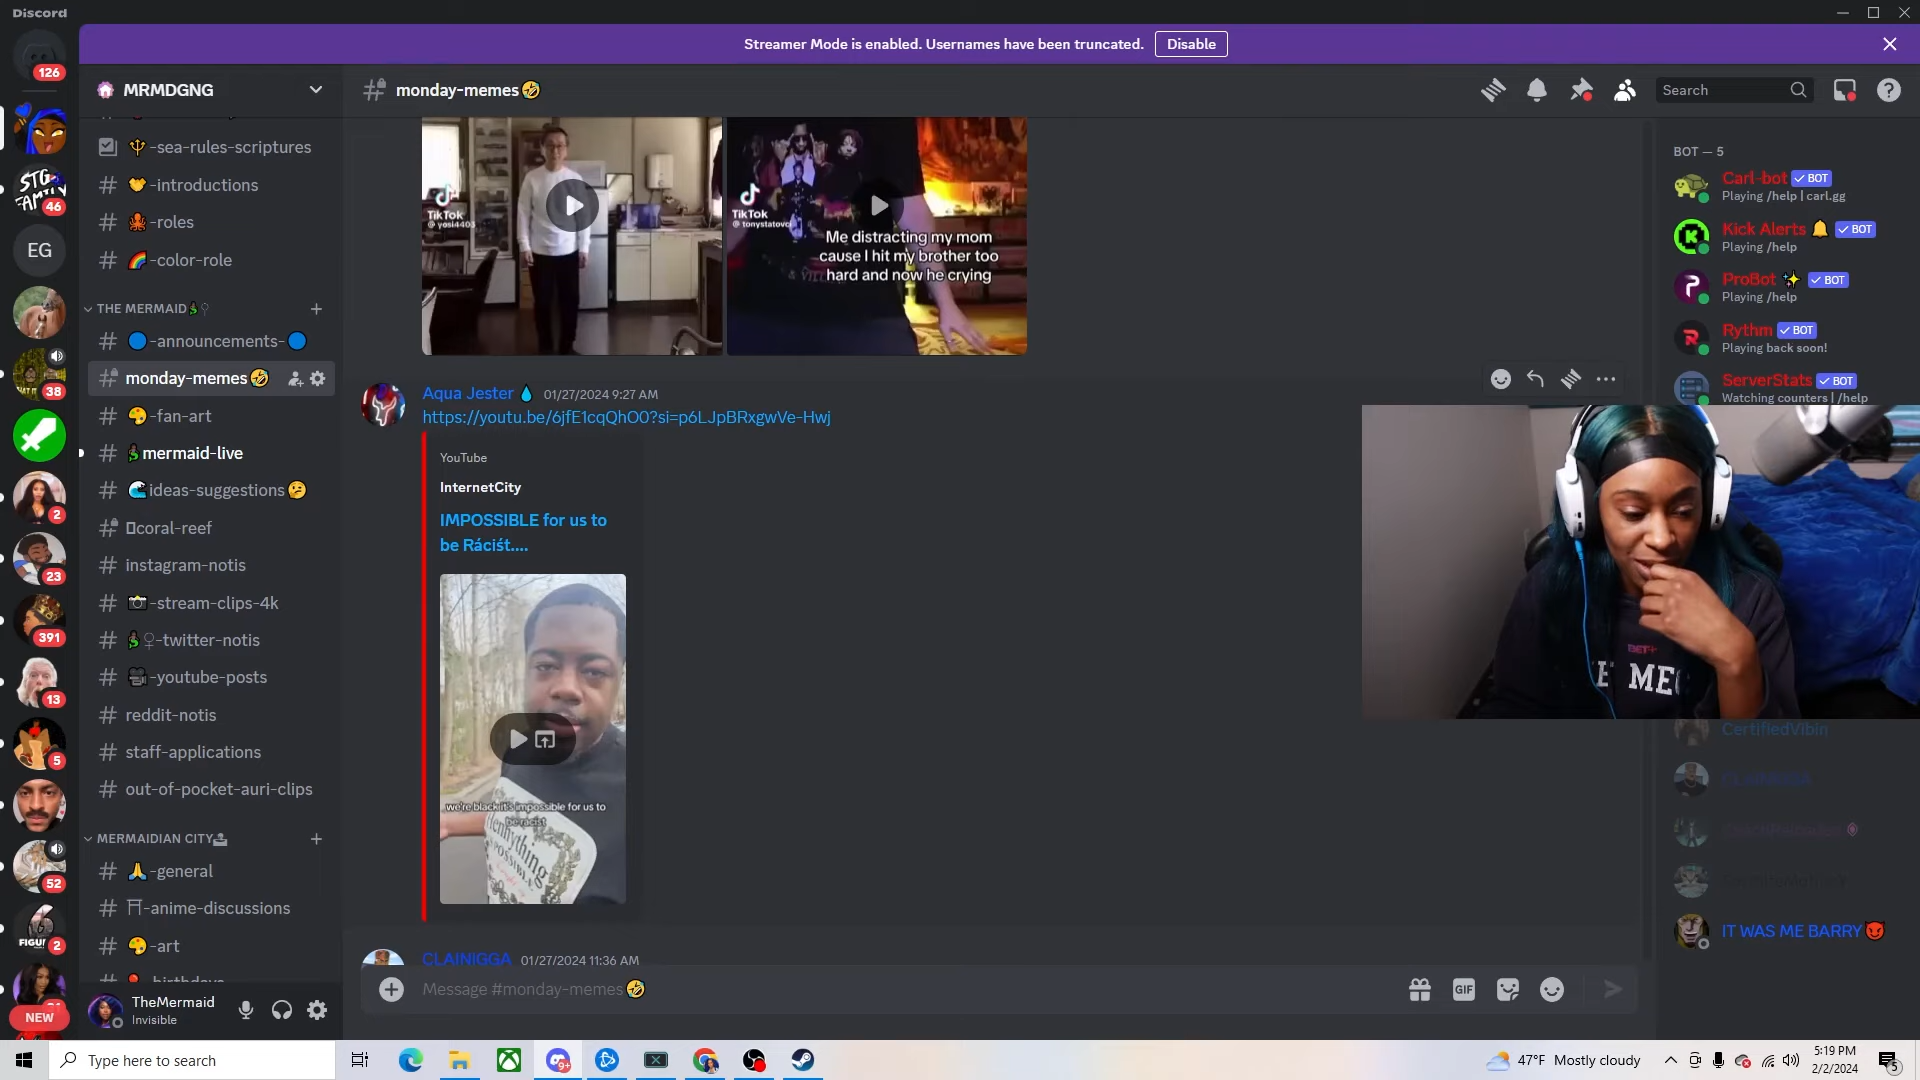 Discord
Streamer Mode is enabled. Usernames have been truncated.
Disable
126
46
EG
38
2
23
391
13
5
52
2
NEW
MRMDGNG
-sea-rules-scriptures
-introductions
-roles
-color-role
THE MERMAID
-announcements-
monday-memes
-fan-art
mermaid-live
ideas-suggestions
coral-reef
instagram-notis
-stream-clips-4k
-twitter-notis
-youtube-posts
reddit-notis
staff-applications
out-of-pocket-auri-clips
MERMAIDIAN CITY
-general
-anime-discussions
-art
-birthdays
TheMermaid
Invisible
monday-memes
Search
TikTok
@yosi4403
TikTok
Me distracting my mom
cause I hit my brother too
hard and now he crying
Aqua Jester 01/27/2024 9:27 AM
https://youtu.be/6jfE1cqQhO0?si=p6LJpBRxgwVe-Hwj
YouTube
InternetCity
IMPOSSIBLE for us to
be Ráciśt....
we're black it's impossible for us to
be racist
CLAINIGGA 01/27/2024 11:36 AM
Message #monday-memes
GIF
BOT — 5
Carl-bot BOT
Playing /help | carl.gg
Kick Alerts BOT
Playing /help
ProBot BOT
Playing /help
Rythm BOT
Playing back soon!
ServerStats BOT
Watching counters | /help
BET+
CertifiedVibin
CLAINIGGA
IT WAS ME BARRY
Type here to search
9+
47°F Mostly cloudy
5:19 PM
2/2/2024
5